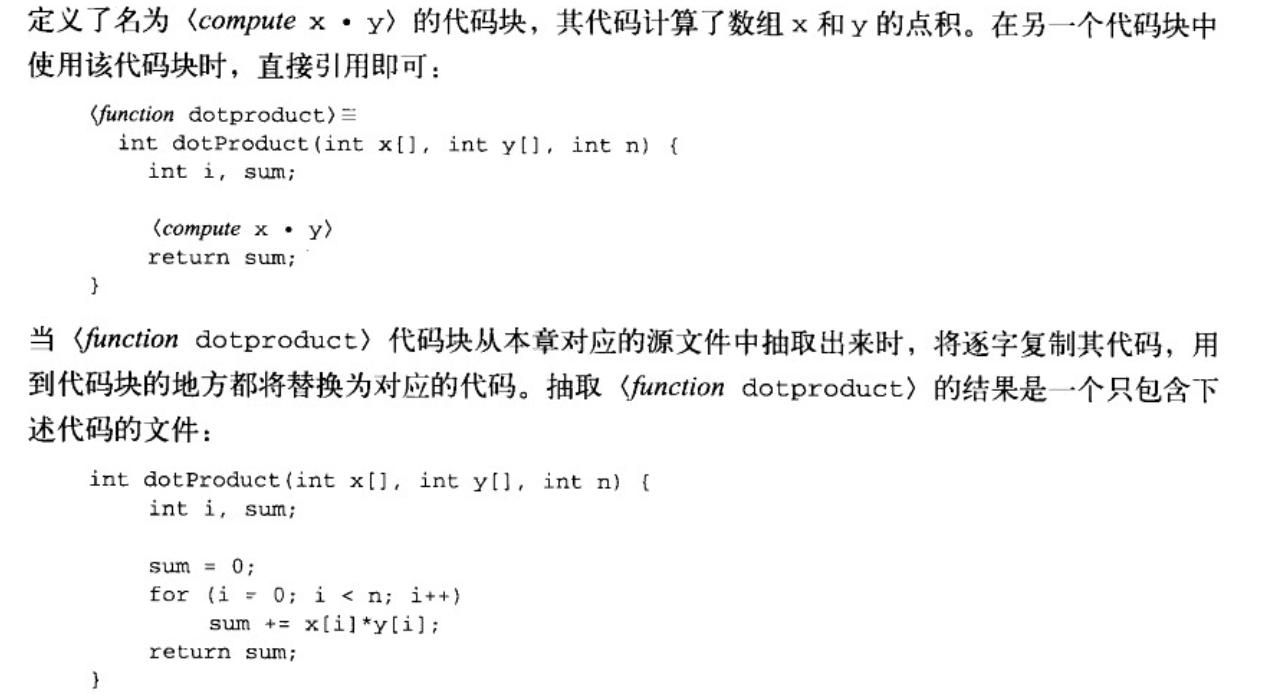 定义了名为〈compute x • y〉的代码块，其代码计算了数组 x 和 y 的点积。在另一个代码块中
使用该代码块时，直接引用即可：
〈function dotproduct〉≡
int dotProduct(int x[], int y[], int n) {
int i, sum;
〈compute x • y〉
return sum;
}
当〈function dotproduct〉代码块从本章对应的源文件中抽取出来时，将逐字复制其代码，用
到代码块的地方都将替换为对应的代码。抽取〈function dotproduct〉的结果是一个只包含下
述代码的文件：
int dotProduct(int x[], int y[], int n) {
int i, sum;
sum = 0;
for (i = 0; i < n; i++)
sum += x[i]*y[i];
return sum;
}